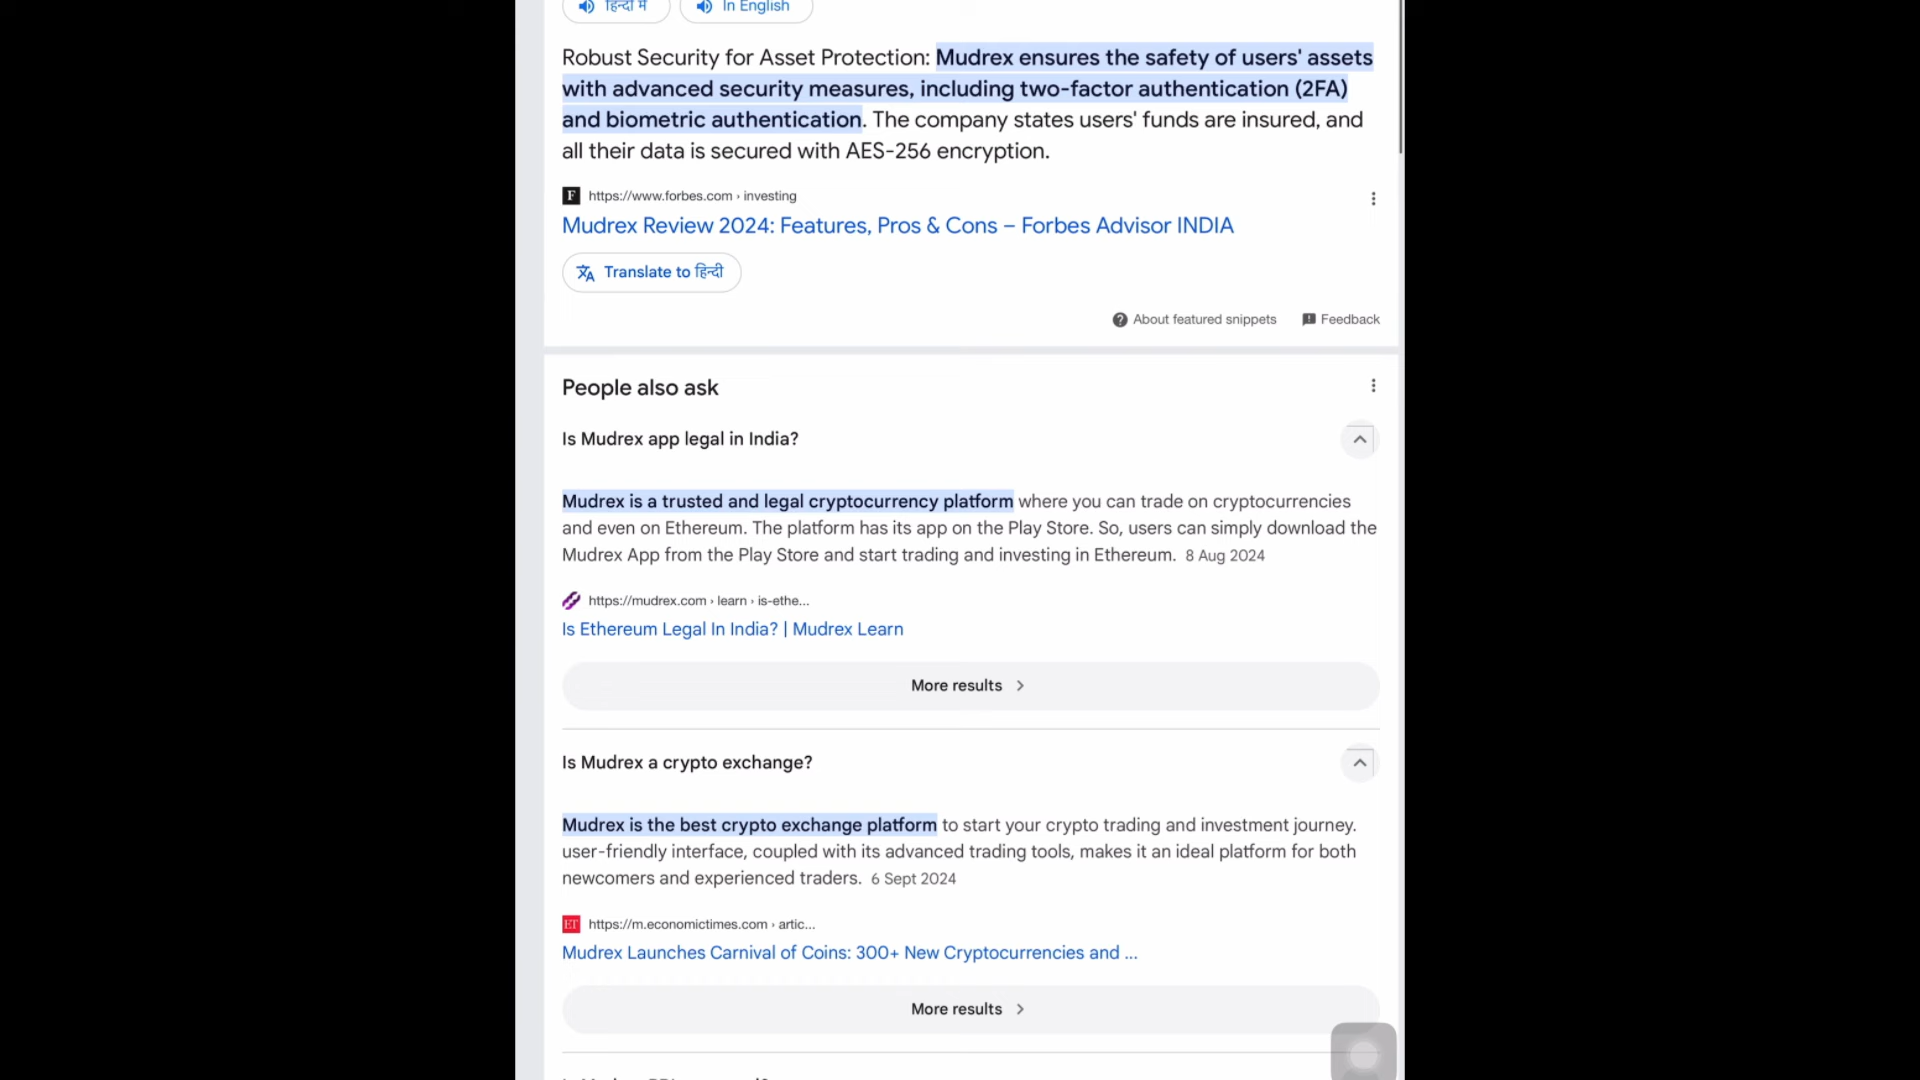 हिन्दी में
In English
Robust Security for Asset Protection: Mudrex ensures the safety of users' assets
with advanced security measures, including two-factor authentication (2FA)
and biometric authentication. The company states users' funds are insured, and
all their data is secured with AES-256 encryption.
https://www.forbes.com › investing
Mudrex Review 2024: Features, Pros & Cons – Forbes Advisor INDIA
Translate to हिन्दी
About featured snippets
Feedback
People also ask
Is Mudrex app legal in India?
Mudrex is a trusted and legal cryptocurrency platform where you can trade on cryptocurrencies
and even on Ethereum. The platform has its app on the Play Store. So, users can simply download the
Mudrex App from the Play Store and start trading and investing in Ethereum. 8 Aug 2024
https://mudrex.com › learn › is-ethe...
Is Ethereum Legal In India? | Mudrex Learn
More results
Is Mudrex a crypto exchange?
Mudrex is the best crypto exchange platform to start your crypto trading and investment journey.
user-friendly interface, coupled with its advanced trading tools, makes it an ideal platform for both
newcomers and experienced traders. 6 Sept 2024
ET https://m.economictimes.com › artic...
Mudrex Launches Carnival of Coins: 300+ New Cryptocurrencies and ...
More results